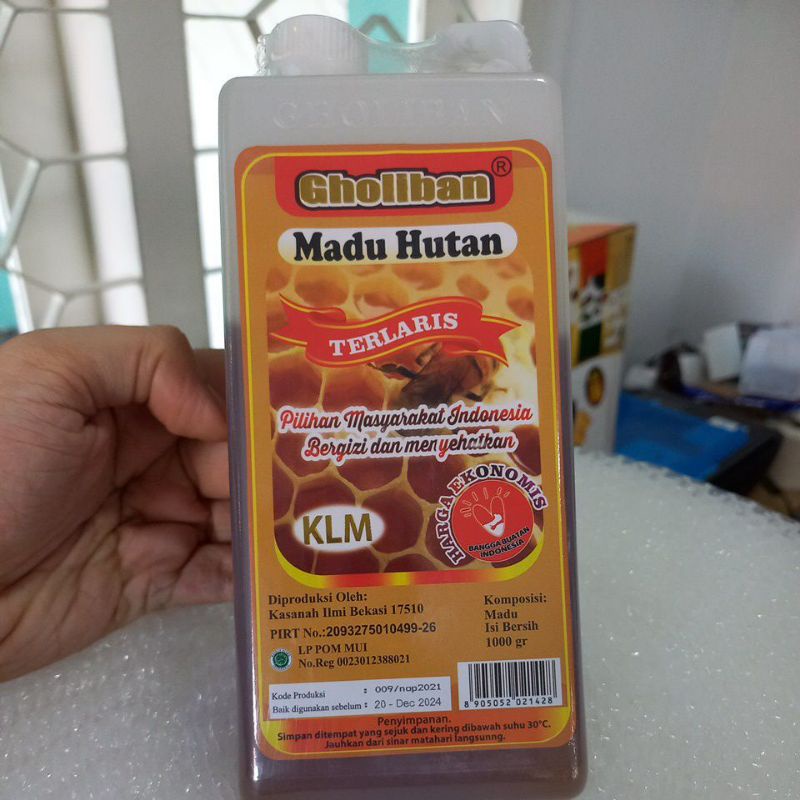 GHOLIBAN
Gholiban ®
Madu Hutan
TERLARIS
Pilihan Masyarakat Indonesia
Bergizi dan menyehatkan
KLM
HARGA EKONOMIS
BANGGA BUATAN
INDONESIA
Diproduksi Oleh:
Kasanah Ilmi Bekasi 17510
PIRT No.:2093275010499-26
LP POM MUI
No.Reg 0023012388021
Komposisi:
Madu
Isi Bersih
1000 gr
Kode Produksi : 009/nop2021
Baik digunakan sebelum : 20 - Dec 2024
8 905052 021428
Penyimpanan.
Simpan ditempat yang sejuk dan kering dibawah suhu 30°C.
Jauhkan dari sinar matahari langsunng.